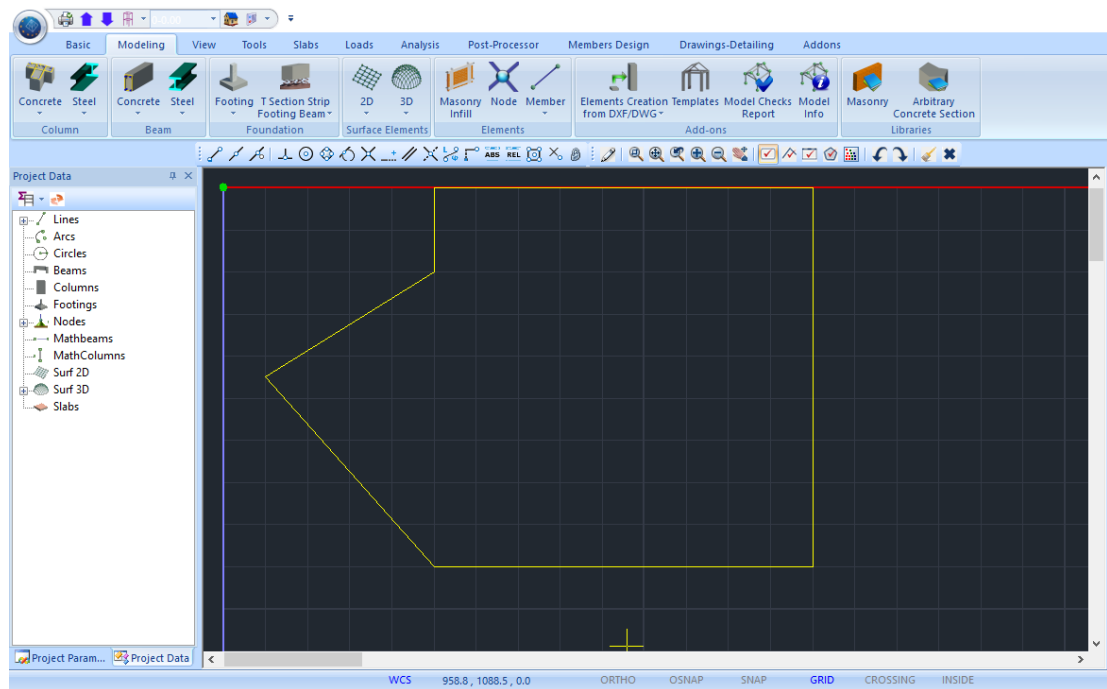 0-0.00
Basic Modeling View Tools Slabs Loads Analysis Post-Processor Members Design Drawings-Detailing Addons
Concrete Steel Concrete Steel Footing T Section Strip 2D 3D Masonry Node Member Elements Creation Templates Model Checks Model Masonry Arbitrary
Footing Beam Infill from DXF/DWG Report Info Concrete Section
Column Beam Foundation Surface Elements Elements Add-ons Libraries
ABS REL
Project Data
Lines
Arcs
Circles
Beams
Columns
Footings
Nodes
Mathbeams
MathColumns
Surf 2D
Surf 3D
Slabs
Project Param... Project Data
WCS 958.8 , 1088.5 , 0.0 ORTHO OSNAP SNAP GRID CROSSING INSIDE